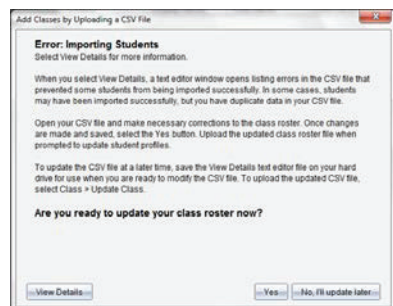 Add Classes by Uploading a CSV File
Error: Importing Students
Select View Details for more information.
When you select View Details, a text editor window opens listing errors in the CSV file that
prevented some students from being imported successfully. In some cases, students
may have been imported successfully, but you have duplicate data in your CSV file.
Open your CSV file and make necessary corrections to the class roster. Once changes
are made and saved, select the Yes button. Upload the updated class roster file when
prompted to update student profiles.
To update the CSV file at a later time, save the View Details text editor file on your hard
drive for use when you are ready to modify the CSV file. To upload the updated CSV file,
select Class > Update Class.
Are you ready to update your class roster now?
View Details Yes No, I'll update later